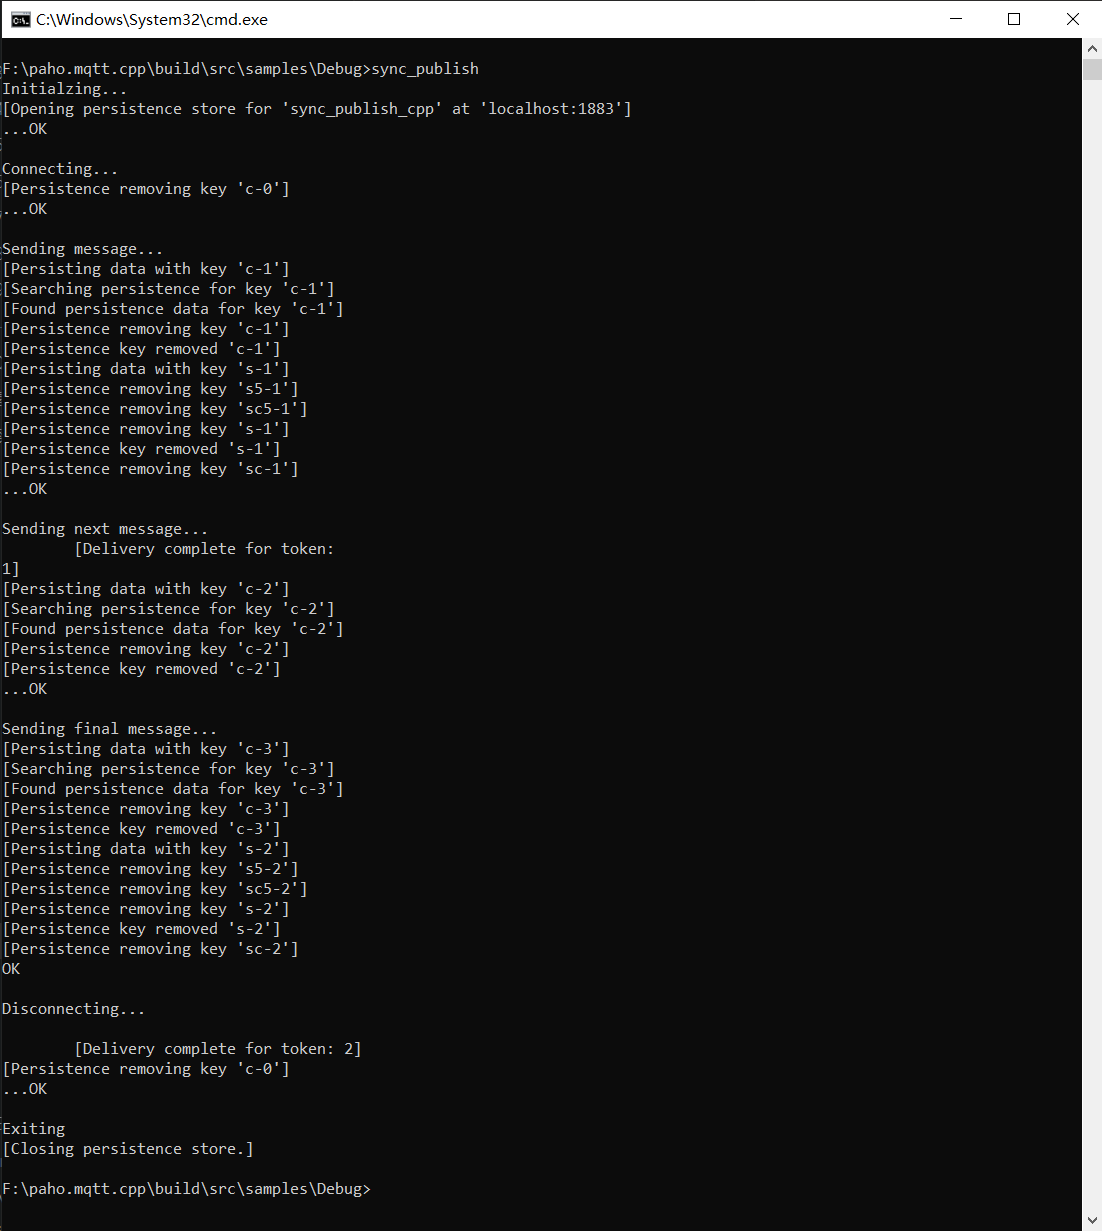 C:\Windows\System32\cmd.exe
F:\paho.mqtt.cpp\build\src\samples\Debug>sync_publish
Initialzing...
[Opening persistence store for 'sync_publish_cpp' at 'localhost:1883']
...OK
Connecting...
[Persistence removing key 'c-0']
...OK
Sending message...
[Persisting data with key 'c-1']
[Searching persistence for key 'c-1']
[Found persistence data for key 'c-1']
[Persistence removing key 'c-1']
[Persistence key removed 'c-1']
[Persisting data with key 's-1']
[Persistence removing key 's5-1']
[Persistence removing key 'sc5-1']
[Persistence removing key 's-1']
[Persistence key removed 's-1']
[Persistence removing key 'sc-1']
...OK
Sending next message...
[Delivery complete for token:
1]
[Persisting data with key 'c-2']
[Searching persistence for key 'c-2']
[Found persistence data for key 'c-2']
[Persistence removing key 'c-2']
[Persistence key removed 'c-2']
...OK
Sending final message...
[Persisting data with key 'c-3']
[Searching persistence for key 'c-3']
[Found persistence data for key 'c-3']
[Persistence removing key 'c-3']
[Persistence key removed 'c-3']
[Persisting data with key 's-2']
[Persistence removing key 's5-2']
[Persistence removing key 'sc5-2']
[Persistence removing key 's-2']
[Persistence key removed 's-2']
[Persistence removing key 'sc-2']
OK
Disconnecting...
[Delivery complete for token: 2]
[Persistence removing key 'c-0']
...OK
Exiting
[Closing persistence store.]
F:\paho.mqtt.cpp\build\src\samples\Debug>